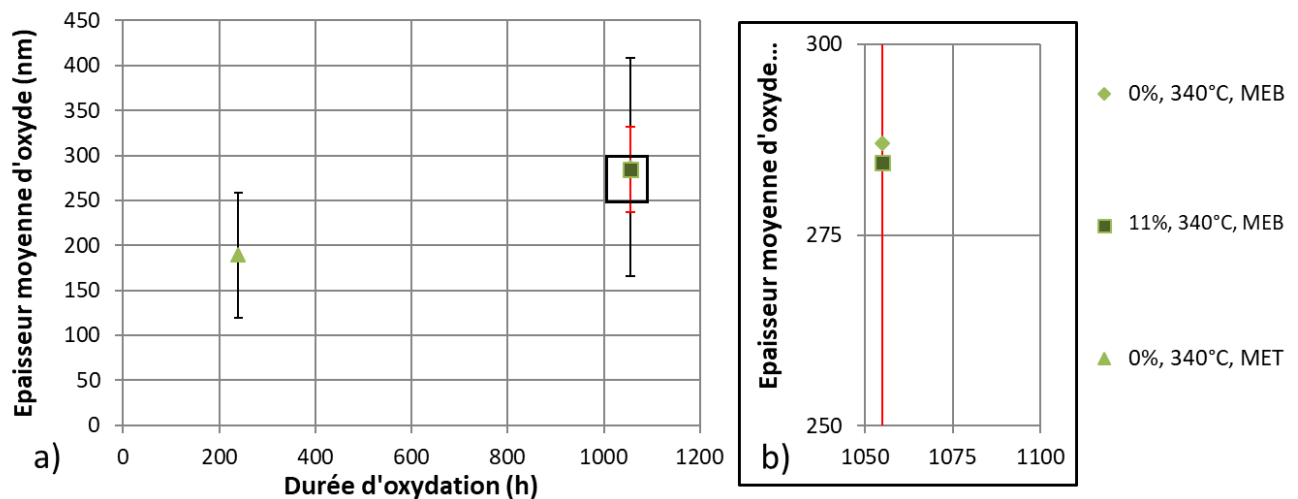 Epaisseur moyenne d'oxyde (nm)
450
400
350
300
250
200
150
100
50
0
0 200 400 600 800 1000 1200
Durée d'oxydation (h)
a)
Epaisseur moyenne d'oxyde...
300
275
250
1050 1075 1100
b)
0%, 340°C, MEB
11%, 340°C, MEB
0%, 340°C, MET